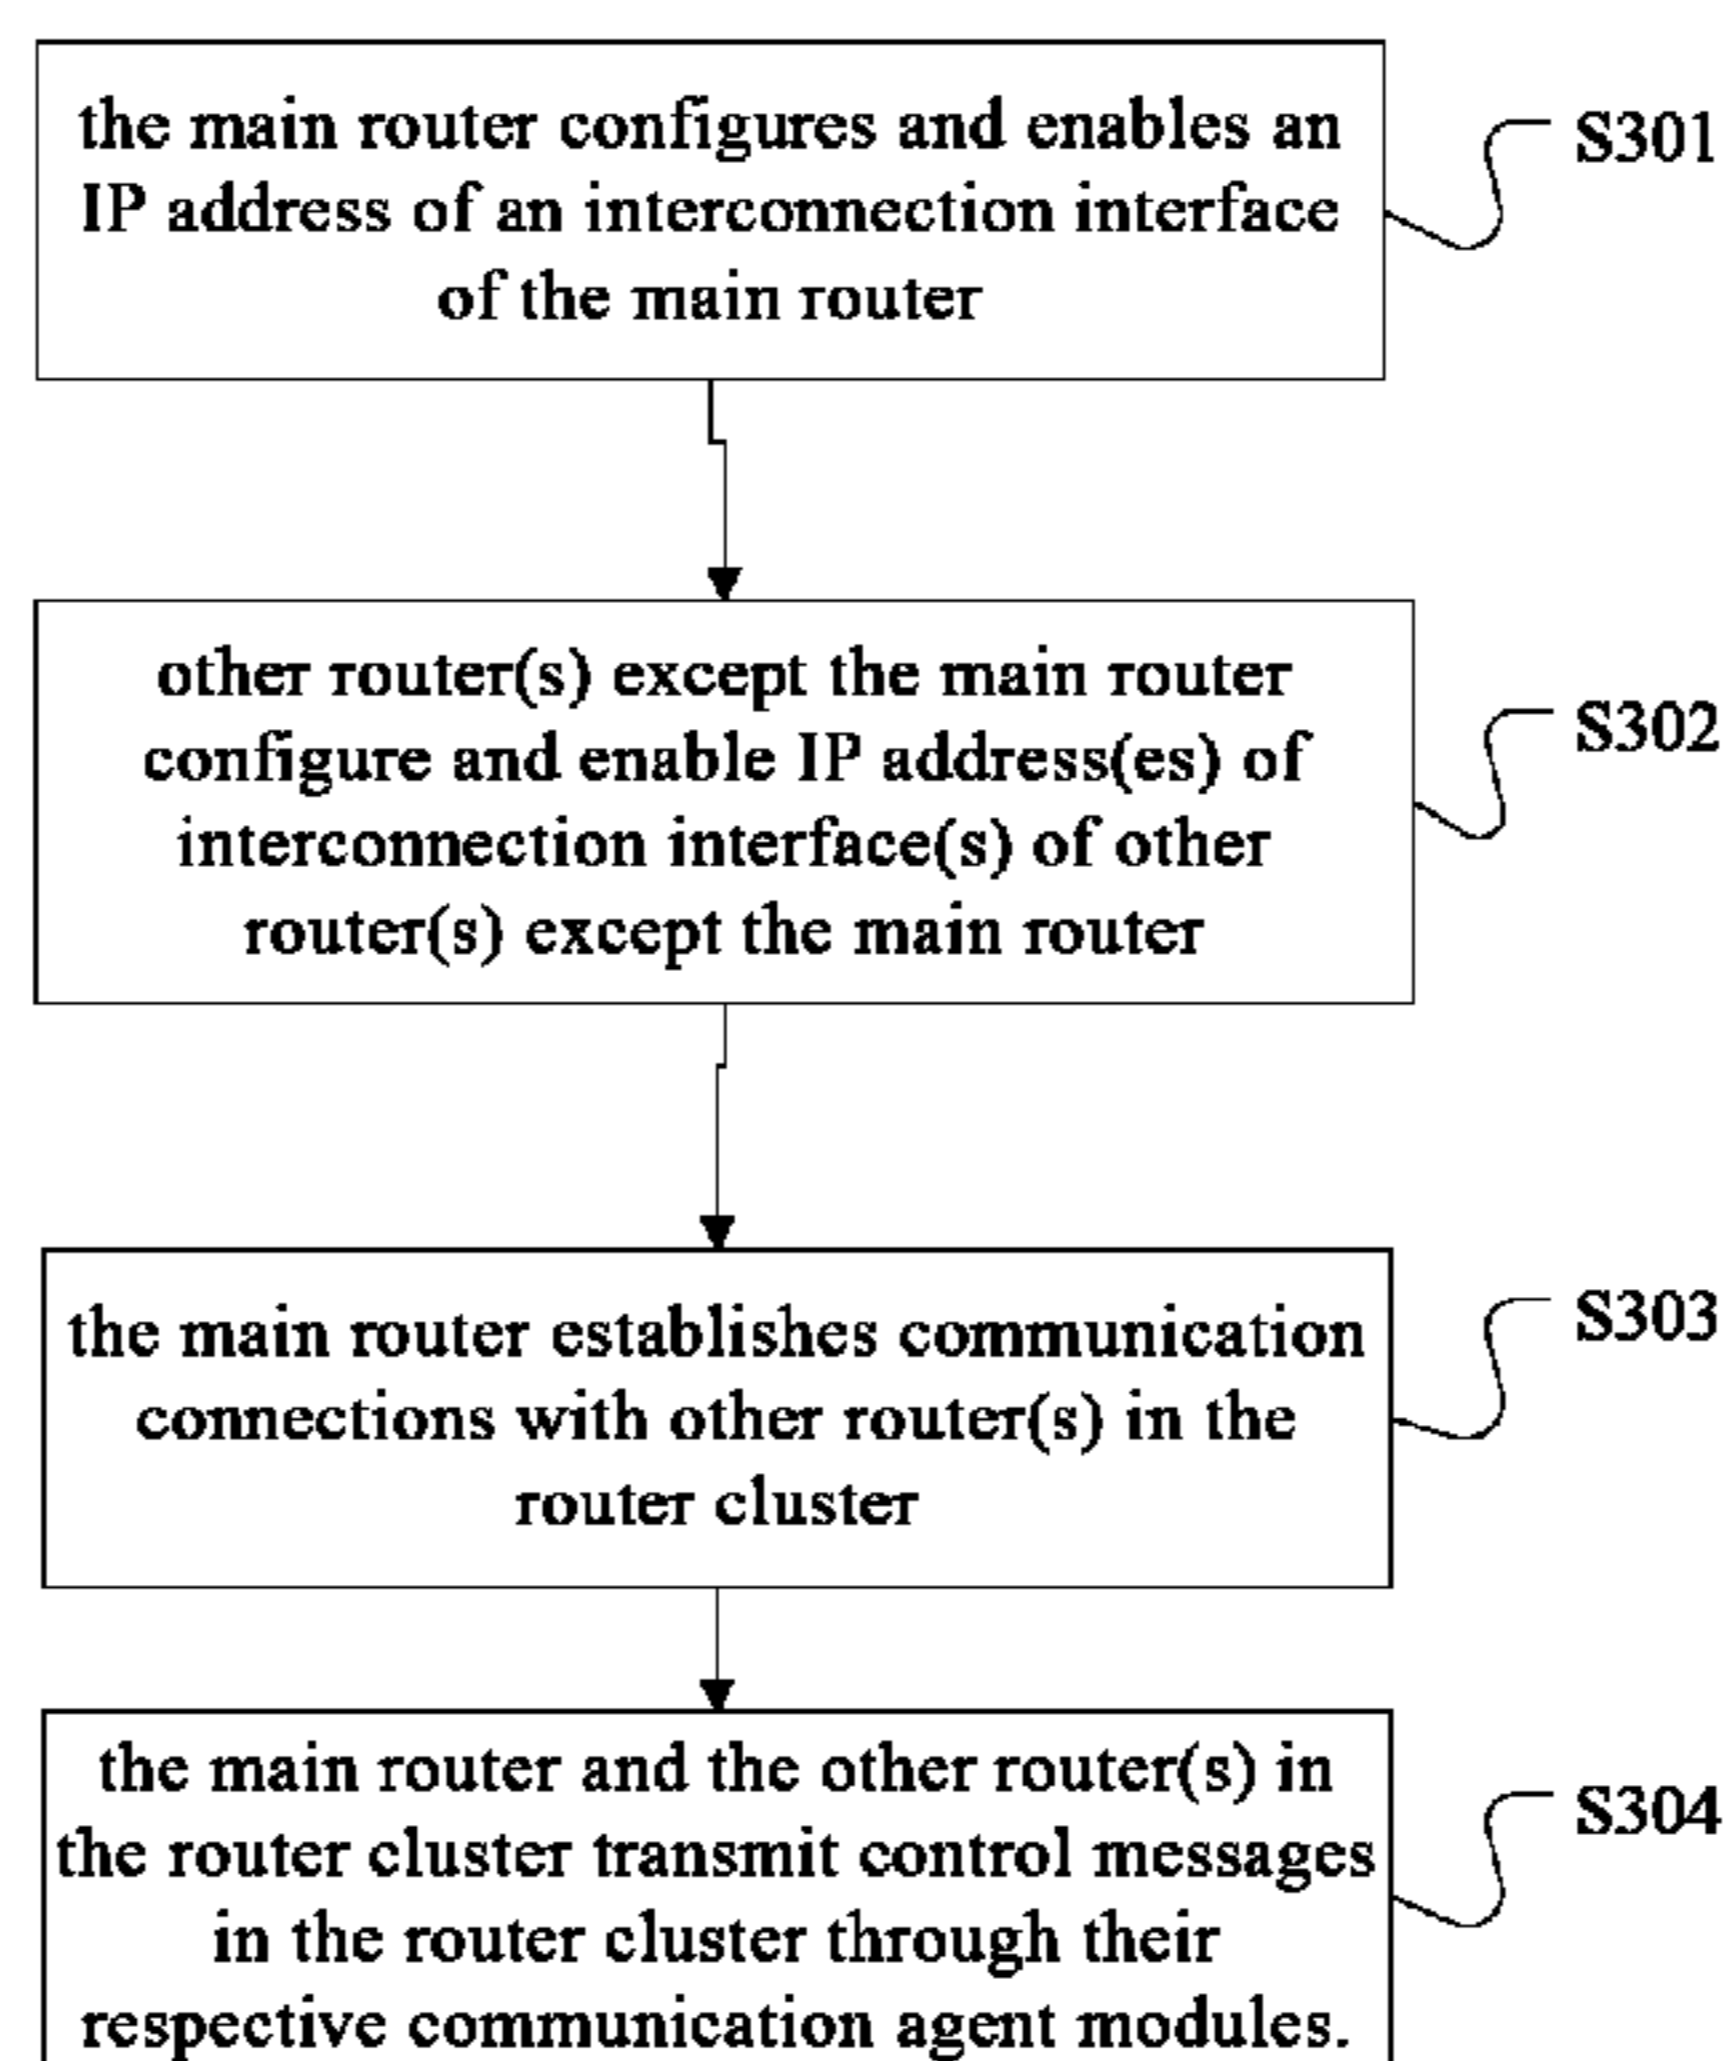 the main router configures and enables an
IP address of an interconnection interface
of the main router
S301
other router(s) except the main router
configure and enable IP address(es) of
interconnection interface(s) of other
router(s) except the main router
S302
the main router establishes communication
connections with other router(s) in the
router cluster
S303
the main router and the other router(s) in
the router cluster transmit control messages
in the router cluster through their
respective communication agent modules.
S304